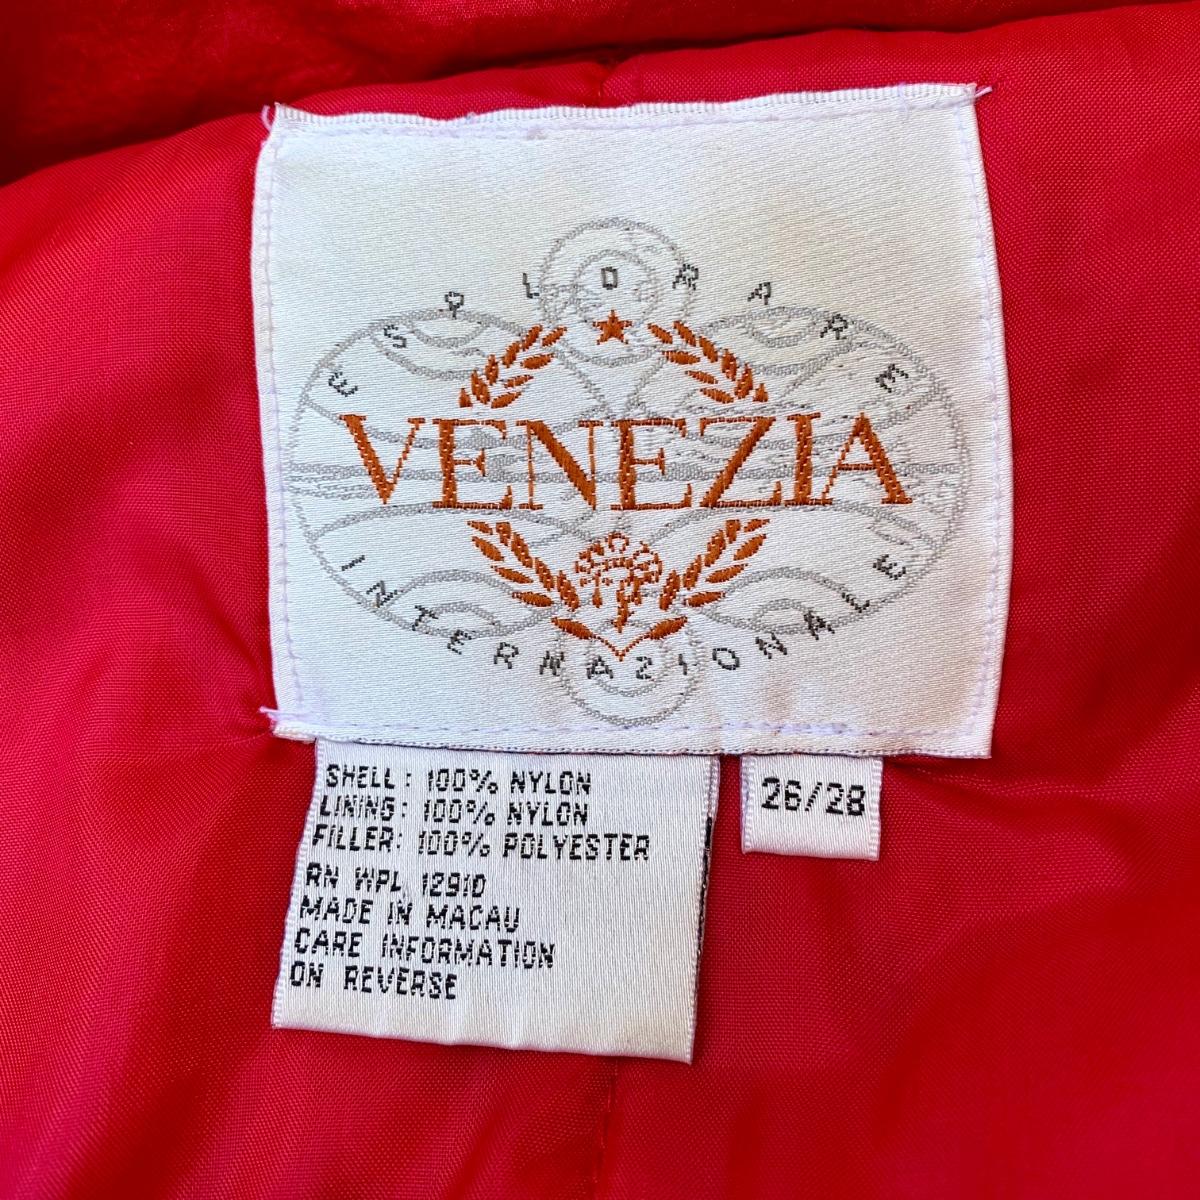 ESPLORARE
VENEZIA
INTERNAZIONALE
SHELL: 100% NYLON
LINING: 100% NYLON
FILLER: 100% POLYESTER
RN WPL 12910
MADE IN MACAU
CARE INFORMATION
ON REVERSE
26/28